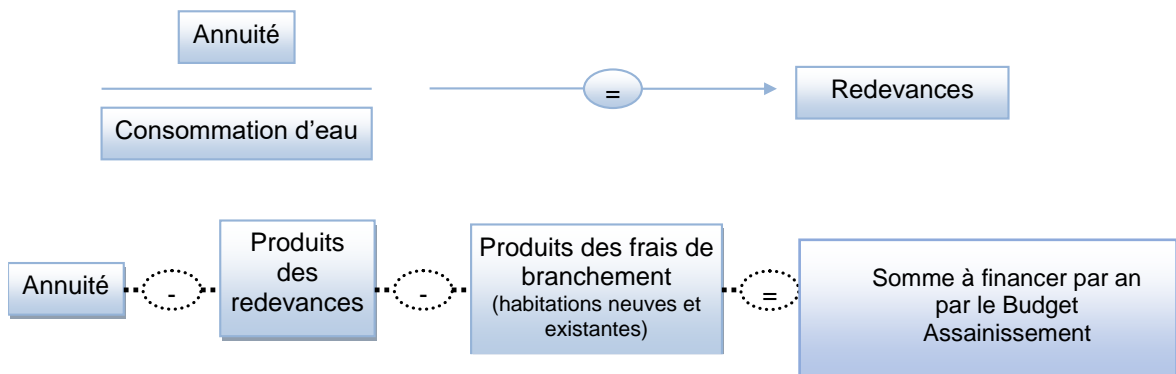 Annuité
Consommation d’eau
=
Redevances
Annuité
-
Produits
des
redevances
-
Produits des frais de
branchement
(habitations neuves et
existantes)
=
Somme à financer par an
par le Budget
Assainissement